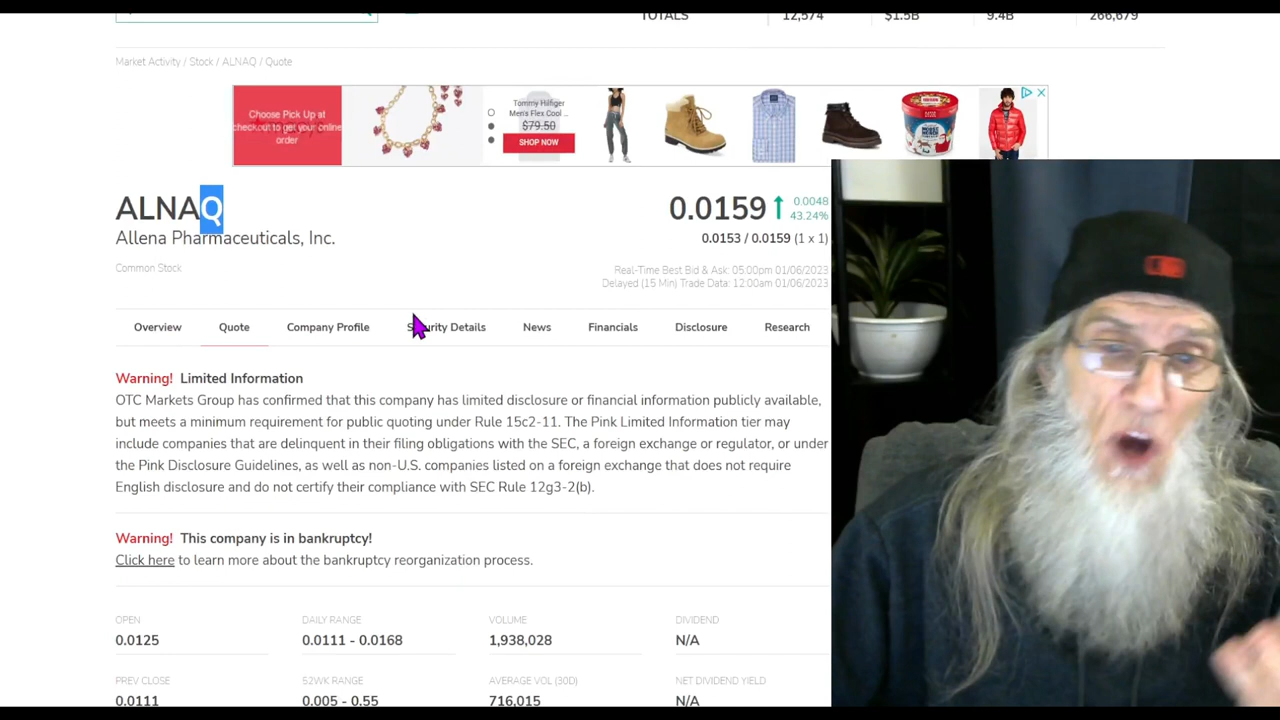 TOTALS 12,574 $1.5B 9.4B 266,679
Market Activity / Stock / ALNAQ / Quote
Choose Pick Up at
checkout to get your online
order
Tommy Hilfiger
Men's Flex Cool ...
$79.50
SHOP NOW
ALNAQ
Allena Pharmaceuticals, Inc.
Common Stock
0.0159 0.0048
43.24%
0.0153 / 0.0159 (1 x 1)
Real-Time Best Bid & Ask: 05:00pm 01/06/2023
Delayed (15 Min) Trade Data: 12:00am 01/06/2023
Overview Quote Company Profile Security Details News Financials Disclosure Research
Warning! Limited Information
OTC Markets Group has confirmed that this company has limited disclosure or financial information publicly available,
but meets a minimum requirement for public quoting under Rule 15c2-11. The Pink Limited Information tier may
include companies that are delinquent in their filing obligations with the SEC, a foreign exchange or regulator, or under
the Pink Disclosure Guidelines, as well as non-U.S. companies listed on a foreign exchange that does not require
English disclosure and do not certify their compliance with SEC Rule 12g3-2(b).
Warning! This company is in bankruptcy!
Click here to learn more about the bankruptcy reorganization process.
OPEN DAILY RANGE VOLUME DIVIDEND
0.0125 0.0111 - 0.0168 1,938,028 N/A
PREV CLOSE 52WK RANGE AVERAGE VOL (30D) NET DIVIDEND YIELD
0.0111 0.005 - 0.55 716,015 N/A